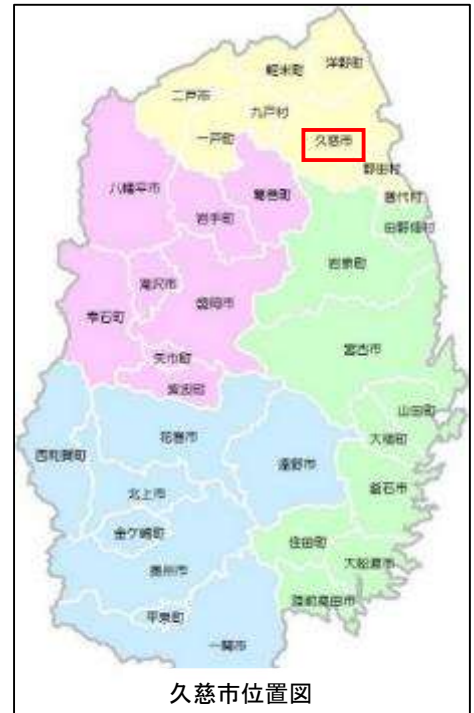 洋野町
軽米町
二戸市
九戸村
久慈市
一戸町
野田村
八幡平市
葛巻町
普代村
岩手町
田野畑村
岩泉町
滝沢市
盛岡市
雫石町
宮古市
矢巾町
紫波町
山田町
花巻市
大槌町
西和賀町
遠野市
釜石市
北上市
金ケ崎町
住田町
大船渡市
奥州市
陸前高田市
平泉町
一関市
久慈市位置図